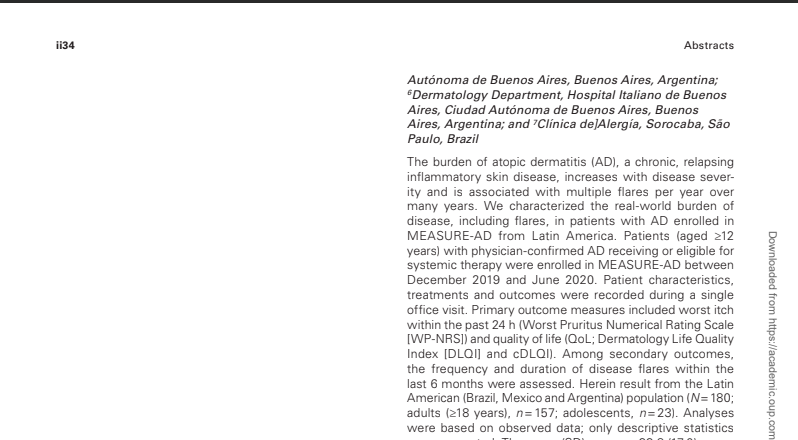 ii34
Abstracts
Autónoma de Buenos Aires, Buenos Aires, Argentina;
⁶Dermatology Department, Hospital Italiano de Buenos
Aires, Ciudad Autónoma de Buenos Aires, Buenos
Aires, Argentina; and ⁷Clínica de]Alergía, Sorocaba, São
Paulo, Brazil
The burden of atopic dermatitis (AD), a chronic, relapsing
inflammatory skin disease, increases with disease sever-
ity and is associated with multiple flares per year over
many years. We characterized the real-world burden of
disease, including flares, in patients with AD enrolled in
MEASURE-AD from Latin America. Patients (aged ≥12
years) with physician-confirmed AD receiving or eligible for
systemic therapy were enrolled in MEASURE-AD between
December 2019 and June 2020. Patient characteristics,
treatments and outcomes were recorded during a single
office visit. Primary outcome measures included worst itch
within the past 24 h (Worst Pruritus Numerical Rating Scale
[WP-NRS]) and quality of life (QoL; Dermatology Life Quality
Index [DLQI] and cDLQI). Among secondary outcomes,
the frequency and duration of disease flares within the
last 6 months were assessed. Herein result from the Latin
American (Brazil, Mexico and Argentina) population (N = 180;
adults (≥18 years), n = 157; adolescents, n = 23). Analyses
were based on observed data; only descriptive statistics
Downloaded from https://academic.oup.com